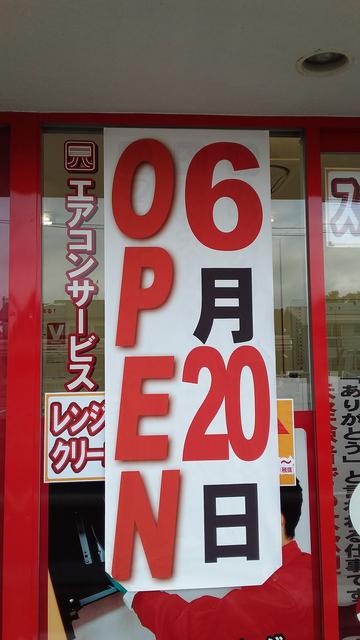 6月20日
OPEN
エアコンサービス
レンジ
クリー
ありがとう」と